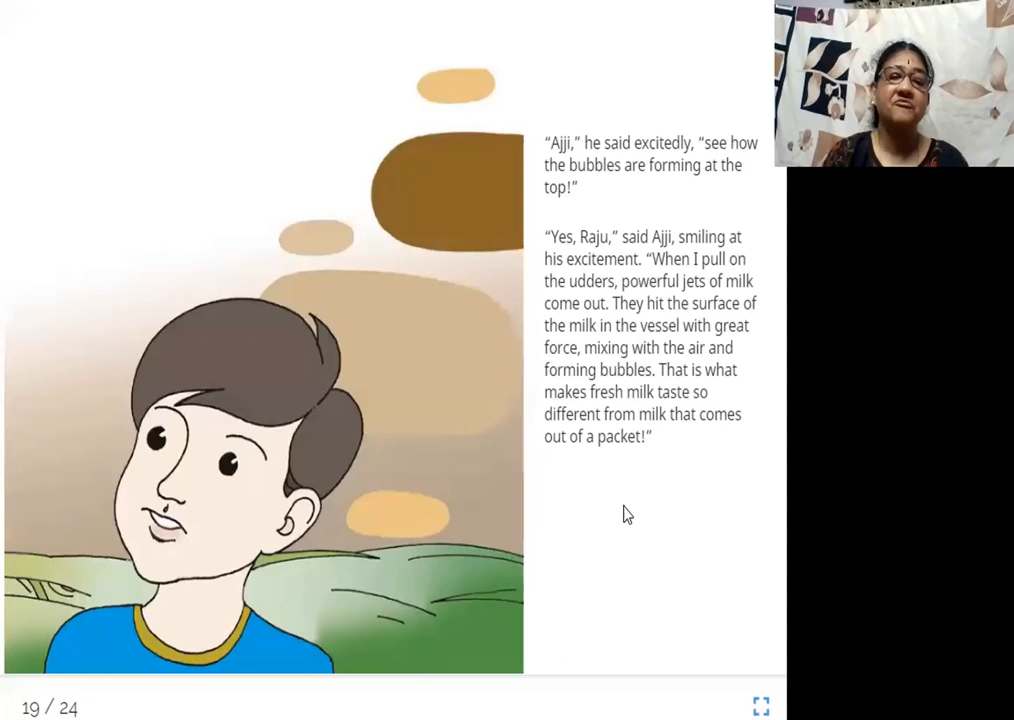 “Ajji,” he said excitedly, “see how
the bubbles are forming at the
top!”
“Yes, Raju,” said Ajji, smiling at
his excitement. “When I pull on
the udders, powerful jets of milk
come out. They hit the surface of
the milk in the vessel with great
force, mixing with the air and
forming bubbles. That is what
makes fresh milk taste so
different from milk that comes
out of a packet!”
19 / 24